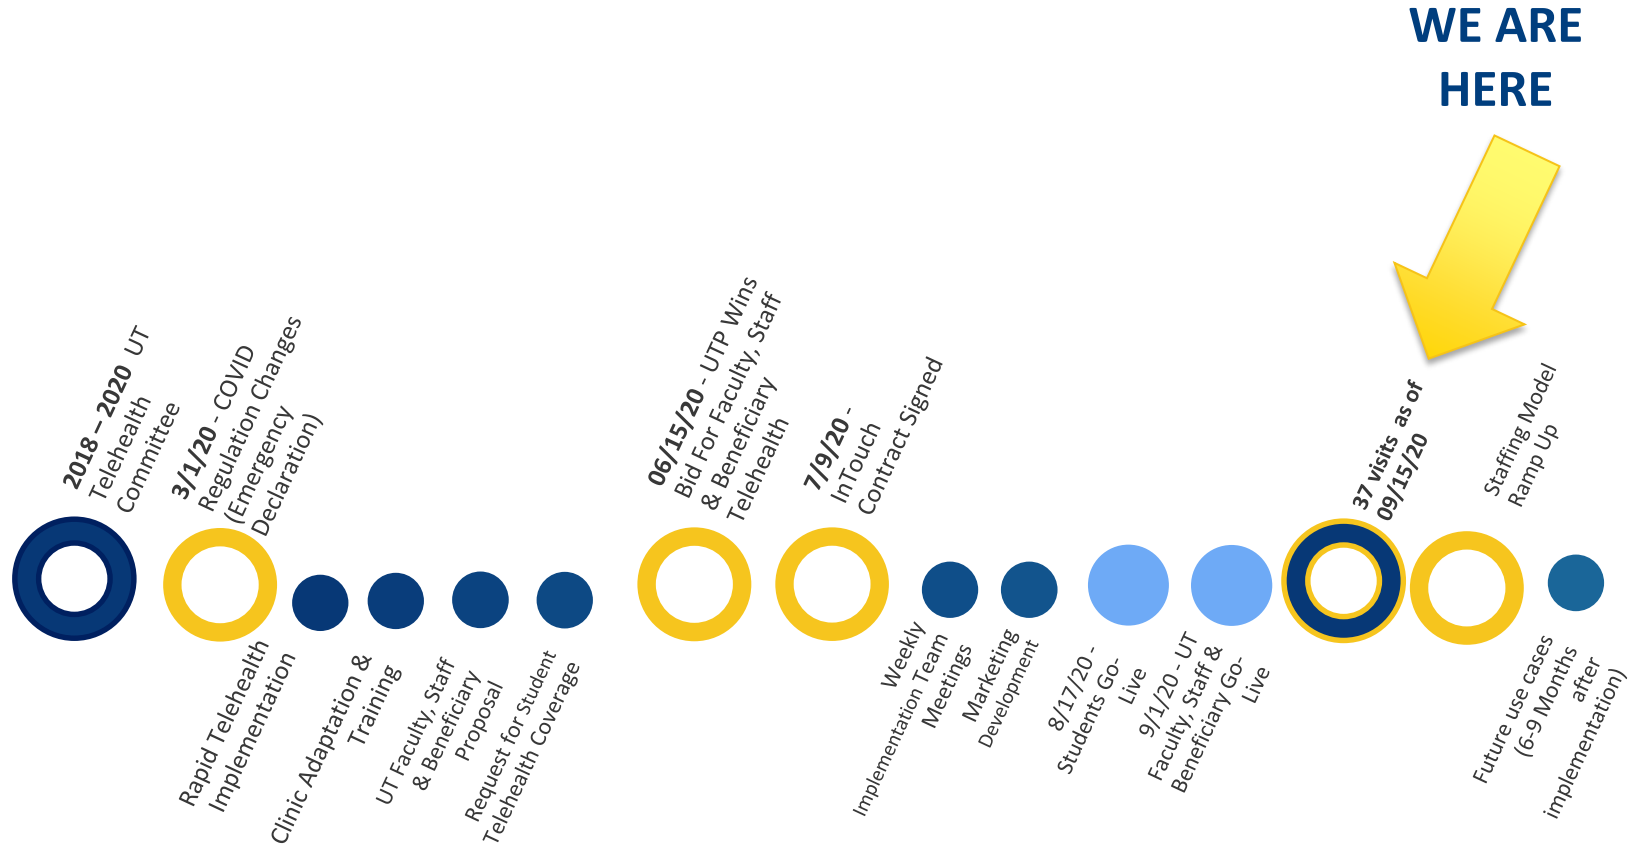 WE ARE
HERE
2018 – 2020 UT
Telehealth
Committee
3/1/20 - COVID
Regulation Changes
(Emergency
Declaration)
Rapid Telehealth
Implementation
Clinic Adaptation &
Training
UT Faculty, Staff
& Beneficiary
Proposal
Request for Student
Telehealth Coverage
06/15/20 - UTP Wins
Bid For Faculty, Staff
& Beneficiary
Telehealth
7/9/20 -
InTouch
Contract Signed
Weekly
Implementation Team
Meetings
Marketing
Development
8/17/20 -
Students Go-
Live
9/1/20 - UT
Faculty, Staff &
Beneficiary Go-
Live
37 visits as of
09/15/20
Staffing Model
Ramp Up
Future use cases
(6-9 Months
after
implementation)